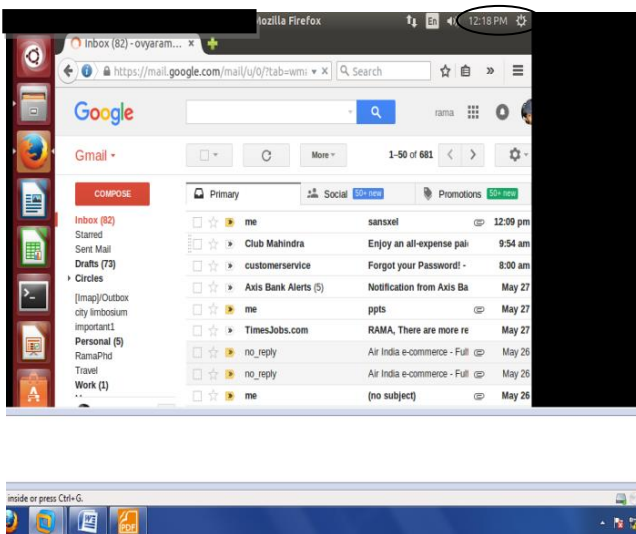 Mozilla Firefox En 12:18 PM
Inbox (82) - ovyaram... x
https://mail.google.com/mail/u/0/?tab=wmi Search
Google rama
Gmail More 1–50 of 681
COMPOSE Primary Social 50+ new Promotions 50+ new
Inbox (82) me sansxel 12:09 pm
Starred
Sent Mail Club Mahindra Enjoy an all-expense pai 9:54 am
Drafts (73) customerservice Forgot your Password! - 8:00 am
Circles Axis Bank Alerts (5) Notification from Axis Ba May 27
[Imap]/Outbox me ppts May 27
city limbosium
important1 TimesJobs.com RAMA, There are more re May 27
Personal (5)
RamaPhd no_reply Air India e-commerce - Full May 26
Travel no_reply Air India e-commerce - Full May 26
Work (1) me (no subject) May 26
inside or press Ctrl+G.
PDF